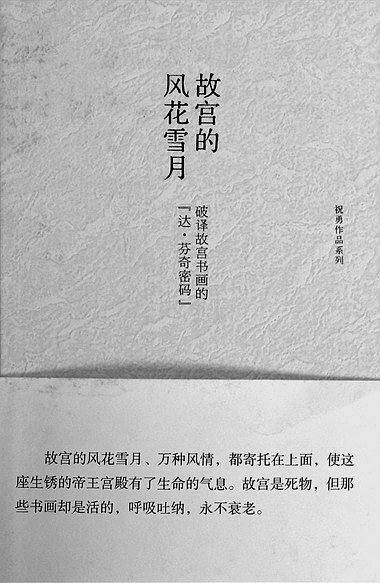 故宫的
风花雪月
破译故宫书画的
「达·芬奇密码」
祝勇作品系列
故宫的风花雪月、万种风情，都寄托在上面，使这
座生锈的帝王宫殿有了生命的气息。故宫是死物，但那
些书画却是活的，呼吸吐纳，永不衰老。